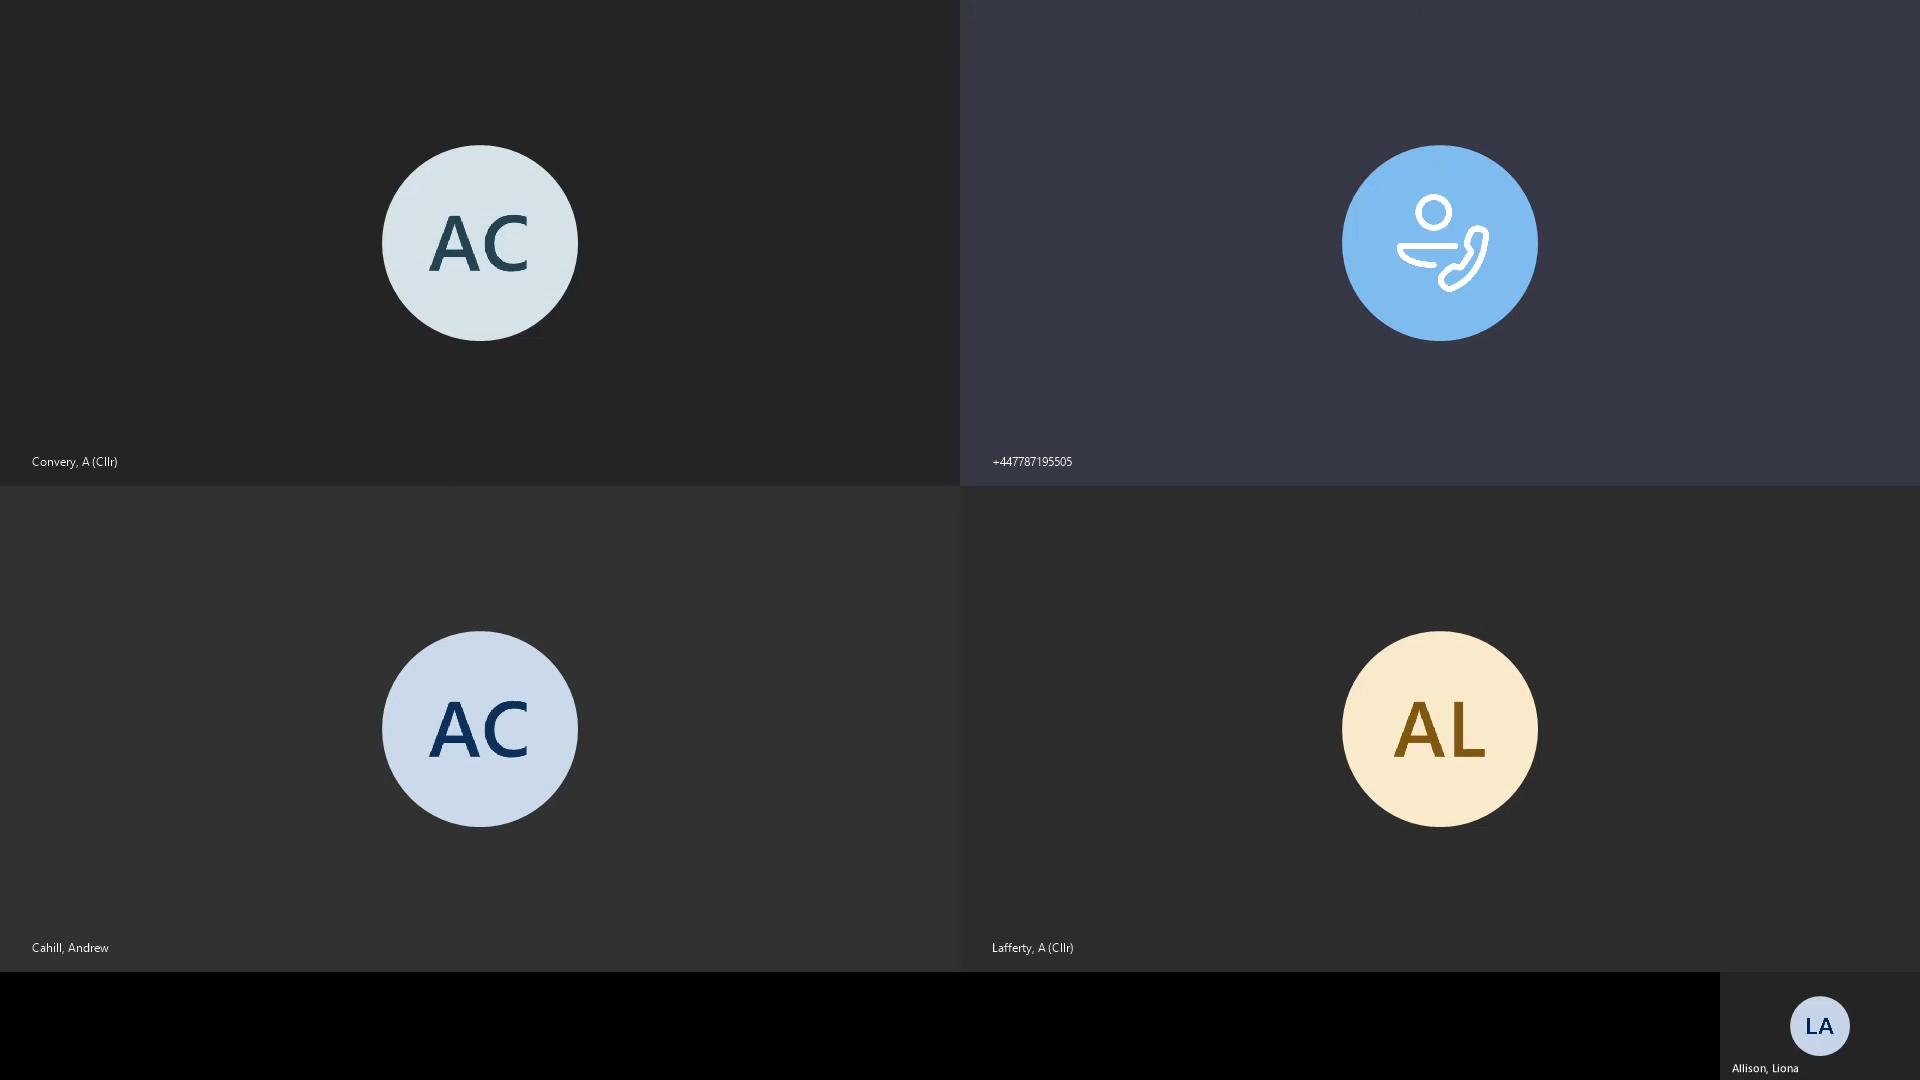 AC
Convery, A (Cllr)
+447787195505
AC
Cahill, Andrew
AL
Lafferty, A (Cllr)
LA
Allison, Liona